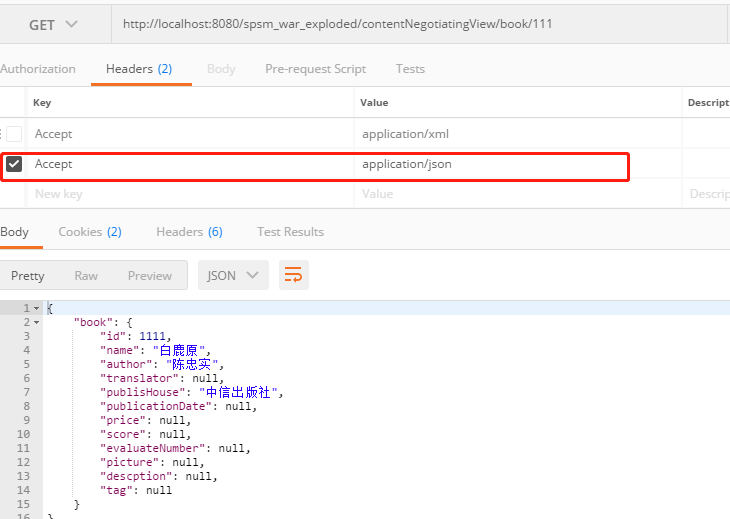 GET http://localhost:8080/spsm_war_exploded/contentNegotiatingView/book/111
Authorization Headers (2) Body Pre-request Script Tests
Key Value Descript
Accept application/xml
Accept application/json
New key Value Descrip
Body Cookies (2) Headers (6) Test Results
Pretty Raw Preview JSON
1 {
2 "book": {
3 "id": 1111,
4 "name": "白鹿原",
5 "author": "陈忠实",
6 "translator": null,
7 "publisHouse": "中信出版社",
8 "publicationDate": null,
9 "price": null,
10 "score": null,
11 "evaluateNumber": null,
12 "picture": null,
13 "descption": null,
14 "tag": null
15 }
16 }